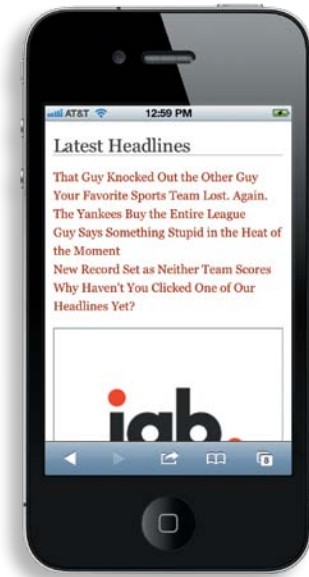 AT&T 12:59 PM
Latest Headlines
That Guy Knocked Out the Other Guy
Your Favorite Sports Team Lost. Again.
The Yankees Buy the Entire League
Guy Says Something Stupid in the Heat of
the Moment
New Record Set as Neither Team Scores
Why Haven't You Clicked One of Our
Headlines Yet?
iab.
8